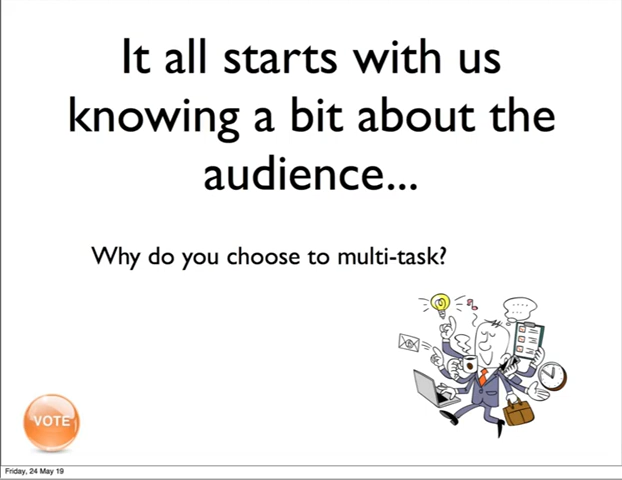 It all starts with us
knowing a bit about the
audience...
Why do you choose to multi-task?
VOTE
Friday, 24 May 19